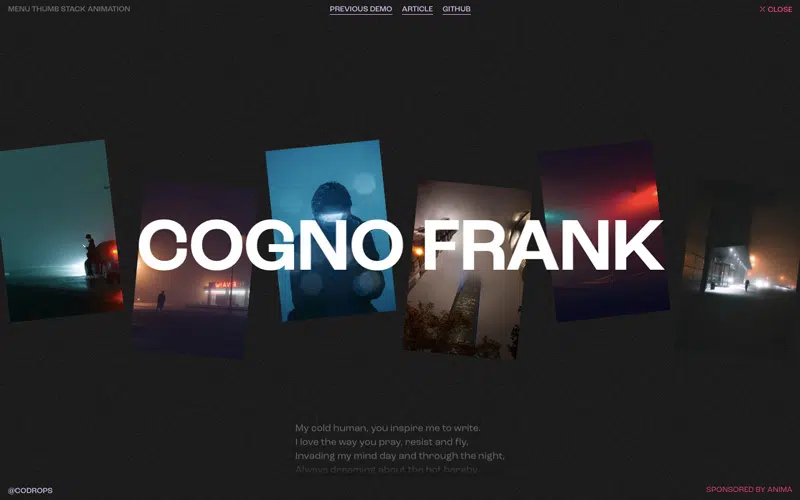 MENU THUMB STACK ANIMATION
PREVIOUS DEMO ARTICLE GITHUB
CLOSE
COGNO FRANK
My cold human, you inspire me to write.
I love the way you pray, resist and fly,
Invading my mind day and through the night,
Always dreaming about the hot hereby.
@CODROPS
SPONSORED BY ANIMA